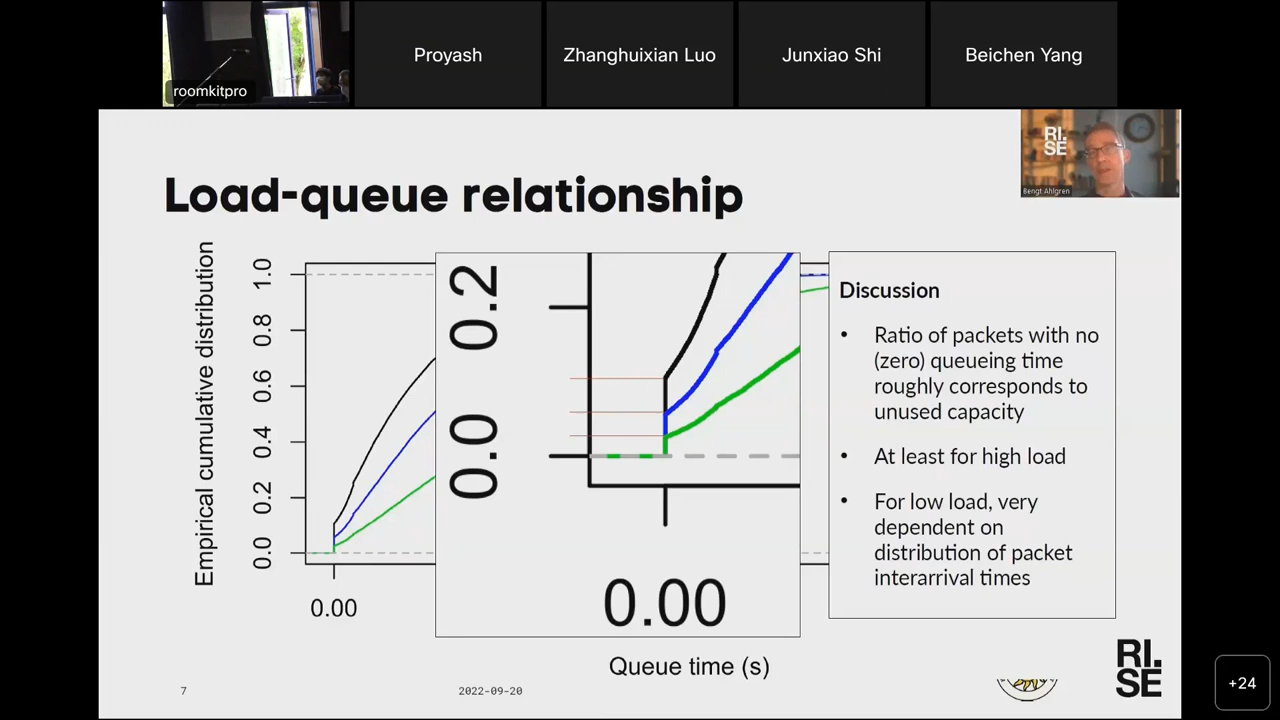 roomkitpro
Proyash
Zhanghuixian Luo
Junxiao Shi
Beichen Yang
RI.
SE
Bengt Ahlgren
Load-queue relationship
Empirical cumulative distribution
1.0
0.8
0.6
0.4
0.2
0.0
0.00
0.2
0.0
0.00
Queue time (s)
Discussion
• Ratio of packets with no
(zero) queueing time
roughly corresponds to
unused capacity
• At least for high load
• For low load, very
dependent on
distribution of packet
interarrival times
7
2022-09-20
RI.
SE
+24